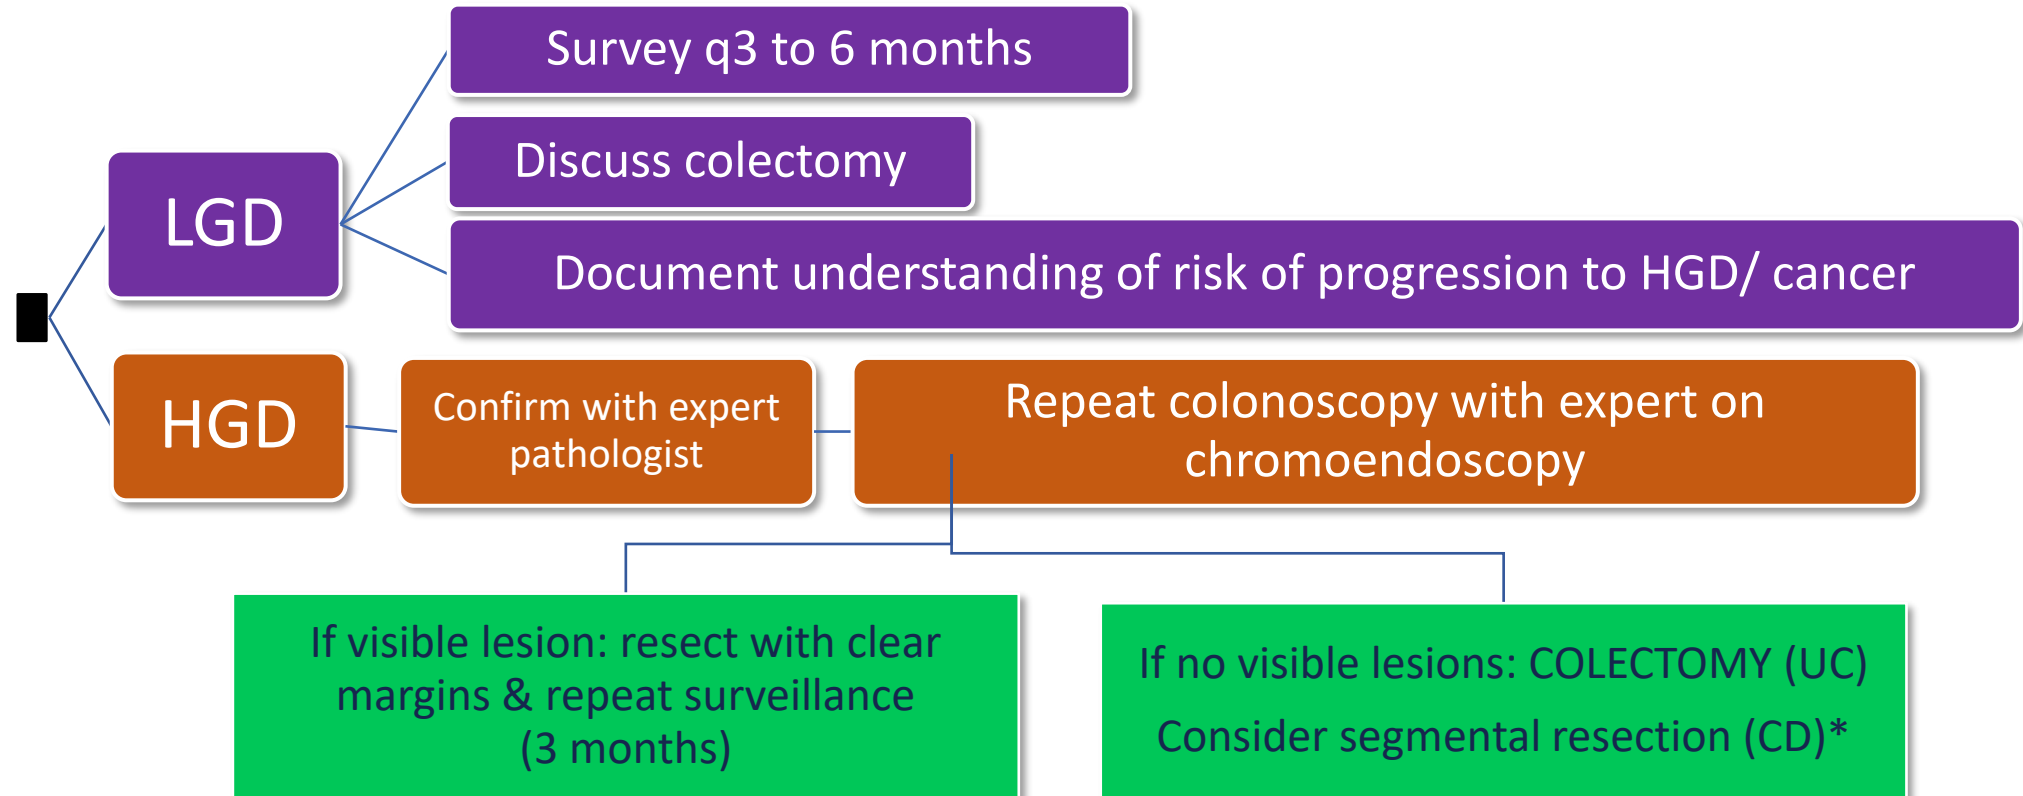 Survey q3 to 6 months
Discuss colectomy
LGD
Document understanding of risk of progression to HGD/ cancer
HGD
Confirm with expert
pathologist
Repeat colonoscopy with expert on
chromoendoscopy
If visible lesion: resect with clear
margins & repeat surveillance
(3 months)
If no visible lesions: COLECTOMY (UC)
Consider segmental resection (CD)*